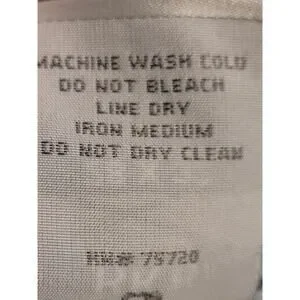 MACHINE WASH COLD
DO NOT BLEACH
LINE DRY
IRON MEDIUM
DO NOT DRY CLEAN
RN# 75720